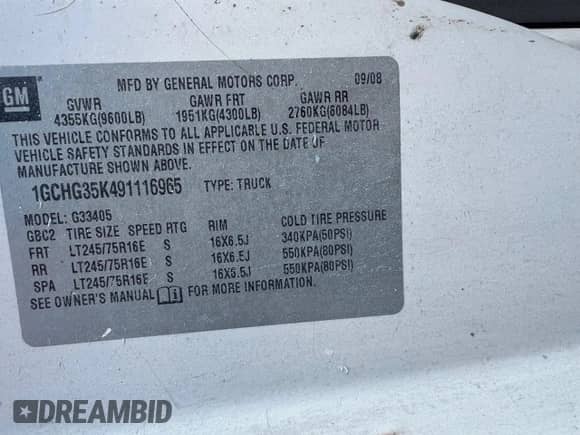 GM
MFD BY GENERAL MOTORS CORP. 09/08
GVWR GAWR FRT GAWR RR
4355KG(9600LB) 1951KG(4300LB) 2760KG(6084LB)
THIS VEHICLE CONFORMS TO ALL APPLICABLE U.S. FEDERAL MOTOR
VEHICLE SAFETY STANDARDS IN EFFECT ON THE DATE OF
MANUFACTURE SHOWN ABOVE.
1GCHG35K491116965 TYPE: TRUCK
MODEL: G33405
GBC2 TIRE SIZE SPEED RTG RIM COLD TIRE PRESSURE
FRT LT245/75R16E S 16X6.5J 340KPA(50PSI)
RR LT245/75R16E S 16X6.5J 550KPA(80PSI)
SPA LT245/75R16E S 16X6.5J 550KPA(80PSI)
SEE OWNER'S MANUAL FOR MORE INFORMATION.
DREAMBID